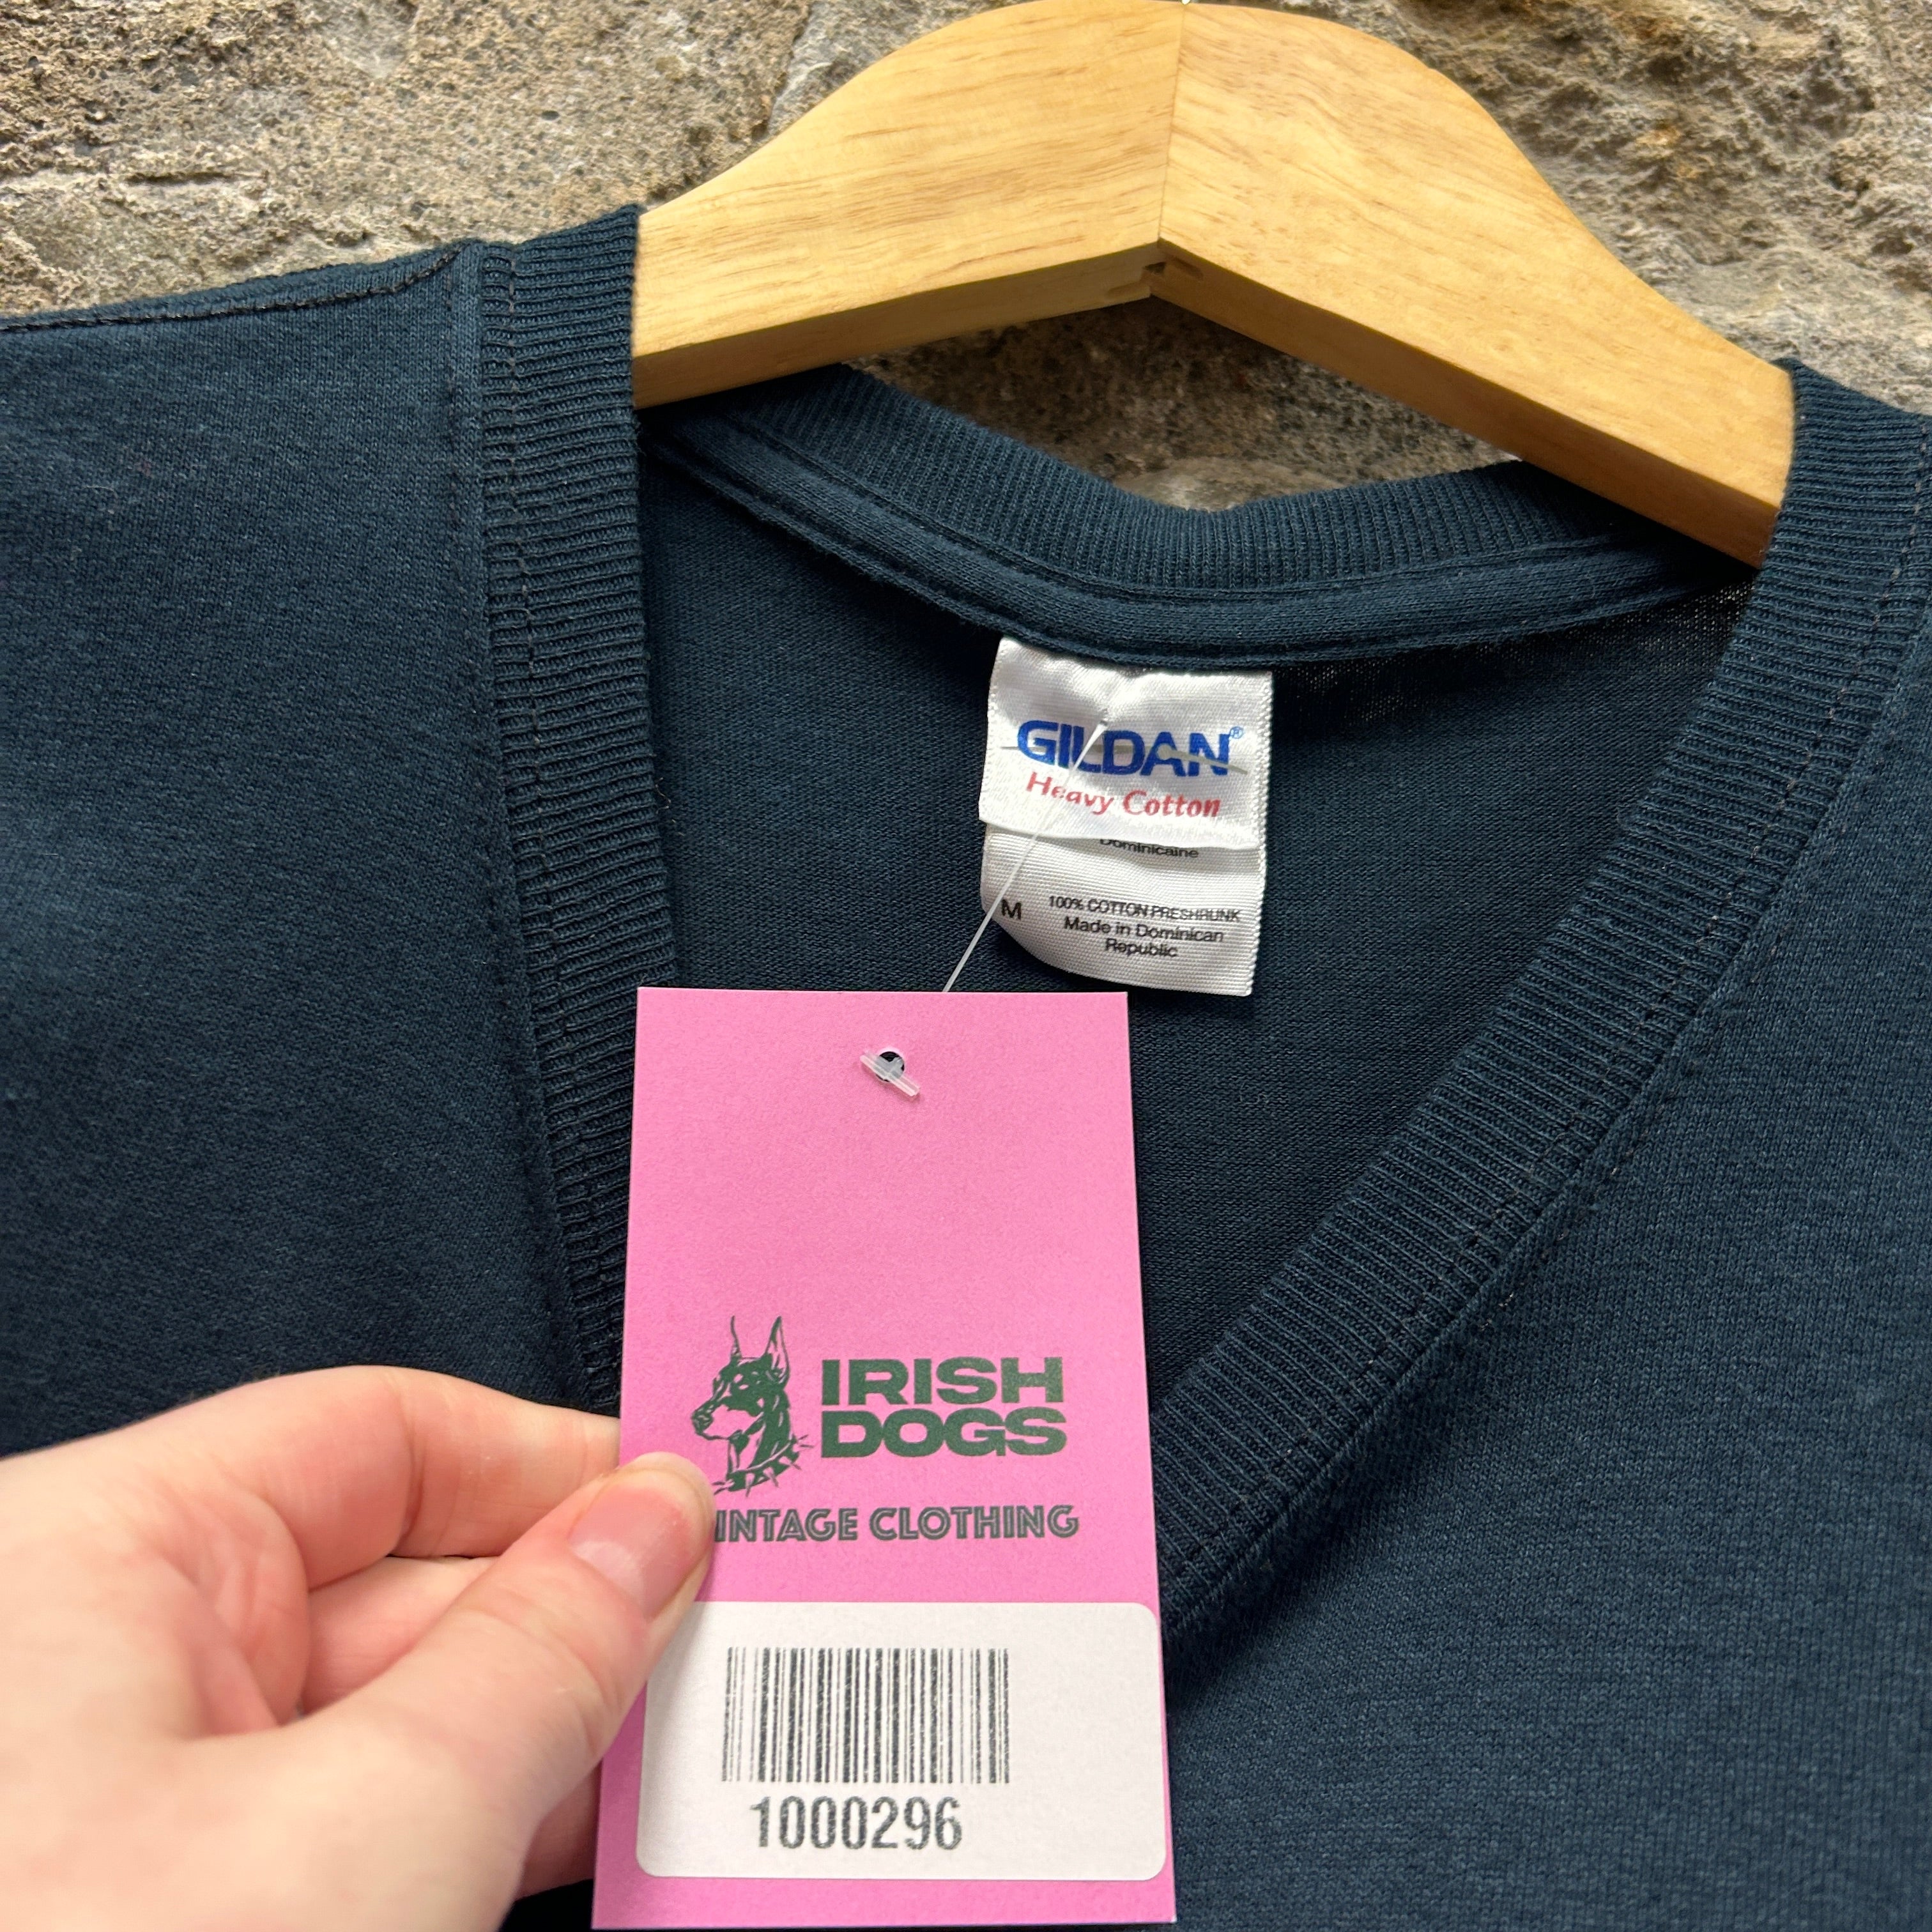 GILDAN®
Heavy Cotton
Dominicaine
M
100% COTTON PRESHRUNK
Made in Dominican
Republic
IRISH
DOGS
INTAGE CLOTHING
1000296